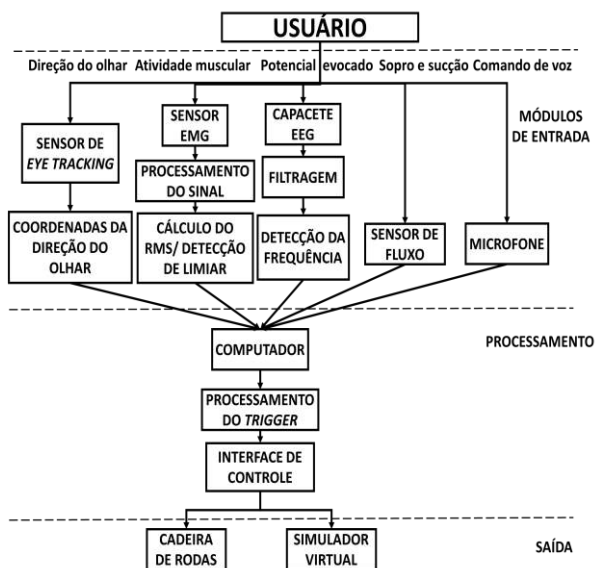 USUÁRIO
Direção do olhar Atividade muscular Potencial evocado Sopro e sucção Comando de voz
MÓDULOS
DE ENTRADA
SENSOR DE
EYE TRACKING
SENSOR
EMG
CAPACETE
EEG
PROCESSAMENTO
DO SINAL
FILTRAGEM
COORDENADAS DA
DIREÇÃO DO
OLHAR
CÁLCULO DO
RMS/ DETECÇÃO
DE LIMIAR
DETECÇÃO DA
FREQUÊNCIA
SENSOR DE
FLUXO
MICROFONE
COMPUTADOR
PROCESSAMENTO
PROCESSAMENTO
DO TRIGGER
INTERFACE DE
CONTROLE
CADEIRA
DE RODAS
SIMULADOR
VIRTUAL
SAÍDA